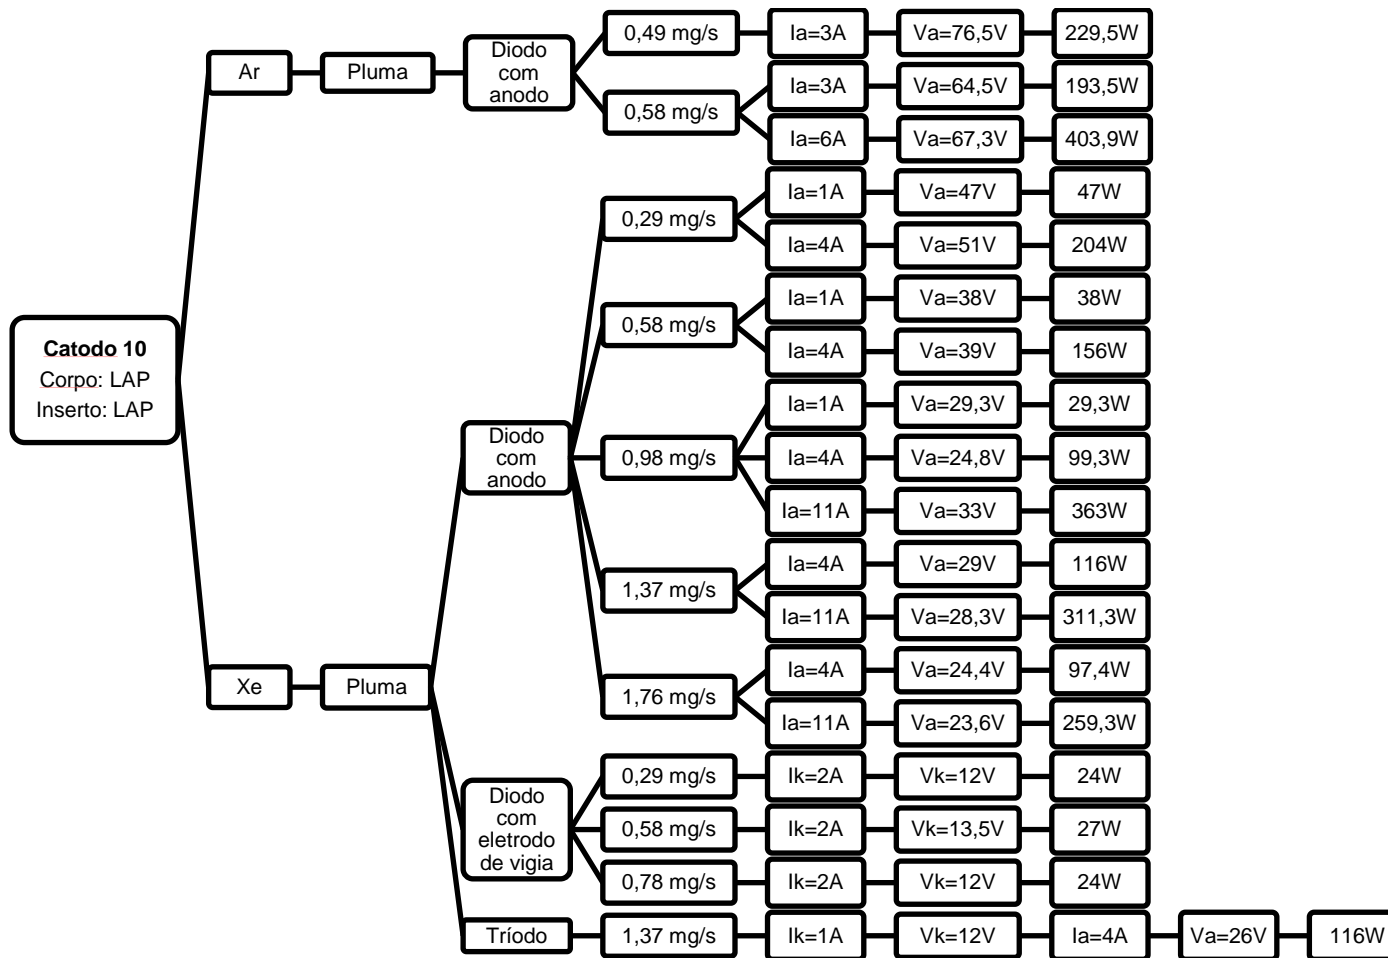 0,49 mg/s
Ia=3A
Va=76,5V
229,5W
Ar
Pluma
Diodo
com
anodo
0,58 mg/s
Ia=3A
Va=64,5V
193,5W
Ia=6A
Va=67,3V
403,9W
Catodo 10
Corpo: LAP
Inserto: LAP
Xe
Pluma
Diodo
com
anodo
0,29 mg/s
Ia=1A
Va=47V
47W
Ia=4A
Va=51V
204W
0,58 mg/s
Ia=1A
Va=38V
38W
Ia=4A
Va=39V
156W
0,98 mg/s
Ia=1A
Va=29,3V
29,3W
Ia=4A
Va=24,8V
99,3W
Ia=11A
Va=33V
363W
1,37 mg/s
Ia=4A
Va=29V
116W
Ia=11A
Va=28,3V
311,3W
1,76 mg/s
Ia=4A
Va=24,4V
97,4W
Ia=11A
Va=23,6V
259,3W
Diodo
com
eletrodo
de vigia
0,29 mg/s
Ik=2A
Vk=12V
24W
0,58 mg/s
Ik=2A
Vk=13,5V
27W
0,78 mg/s
Ik=2A
Vk=12V
24W
Tríodo
1,37 mg/s
Ik=1A
Vk=12V
Ia=4A
Va=26V
116W